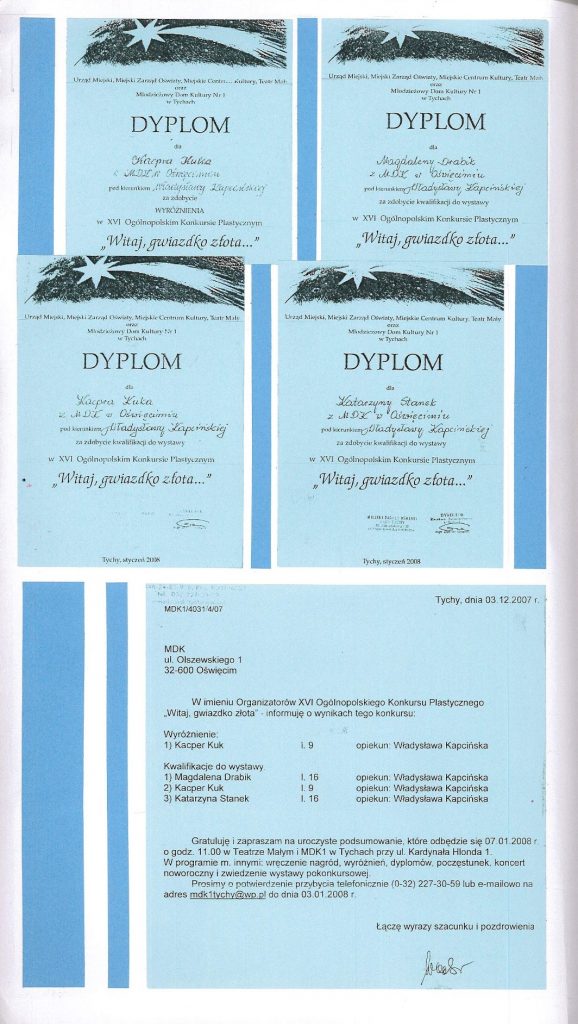 Urząd Miejski, Miejski Zarząd Oświaty, Miejskie Centrum Kultury, Teatr Mały
oraz
Młodzieżowy Dom Kultury Nr 1
w Tychach
DYPLOM
dla
Kacpra Kuka
z MDK w Oświęcimiu
pod kierunkiem Władysławy Kapcińskiej
za zdobycie
WYRÓŻNIENIA
w XVI Ogólnopolskim Konkursie Plastycznym
„Witaj, gwiazdko złota..."
Urząd Miejski, Miejski Zarząd Oświaty, Miejskie Centrum Kultury, Teatr Mały
oraz
Młodzieżowy Dom Kultury Nr 1
w Tychach
DYPLOM
dla
Magdaleny Drabik
z MDK w Oświęcimiu
pod kierunkiem Władysławy Kapcińskiej
za zdobycie kwalifikacji do wystawy
w XVI Ogólnopolskim Konkursie Plastycznym
„Witaj, gwiazdko złota..."
Urząd Miejski, Miejski Zarząd Oświaty, Miejskie Centrum Kultury, Teatr Mały
oraz
Młodzieżowy Dom Kultury Nr 1
w Tychach
DYPLOM
dla
Kacpra Kuka
z MDK w Oświęcimiu
pod kierunkiem Władysławy Kapcińskiej
za zdobycie kwalifikacji do wystawy
w XVI Ogólnopolskim Konkursie Plastycznym
„Witaj, gwiazdko złota..."
Tychy, styczeń 2008
Urząd Miejski, Miejski Zarząd Oświaty, Miejskie Centrum Kultury, Teatr Mały
oraz
Młodzieżowy Dom Kultury Nr 1
w Tychach
DYPLOM
dla
Katarzyny Stanek
z MDK w Oświęcimiu
pod kierunkiem Władysławy Kapcińskiej
za zdobycie kwalifikacji do wystawy
w XVI Ogólnopolskim Konkursie Plastycznym
„Witaj, gwiazdko złota..."
Tychy, styczeń 2008
Tychy, dnia 03.12.2007 r.
MDK1/4031/4/07
MDK
ul. Olszewskiego 1
32-600 Oświęcim
W imieniu Organizatorów XVI Ogólnopolskiego Konkursu Plastycznego
„Witaj, gwiazdko złota" - informuję o wynikach tego konkursu:
Wyróżnienie:
1) Kacper Kuk l. 9 opiekun: Władysława Kapcińska
Kwalifikacje do wystawy:
1) Magdalena Drabik l. 16 opiekun: Władysława Kapcińska
2) Kacper Kuk l. 9 opiekun: Władysława Kapcińska
3) Katarzyna Stanek l. 16 opiekun: Władysława Kapcińska
Gratuluję i zapraszam na uroczyste podsumowanie, które odbędzie się 07.01.2008 r.
o godz. 11.00 w Teatrze Małym i MDK1 w Tychach przy ul. Kardynała Hlonda 1.
W programie m. innymi: wręczenie nagród, wyróżnień, dyplomów, poczęstunek, koncert
noworoczny i zwiedzenie wystawy pokonkursowej.
Prosimy o potwierdzenie przybycia telefonicznie (0-32) 227-30-59 lub e-mailowo na
adres mdk1tychy@wp.pl do dnia 03.01.2008 r.
Łączę wyrazy szacunku i pozdrowienia